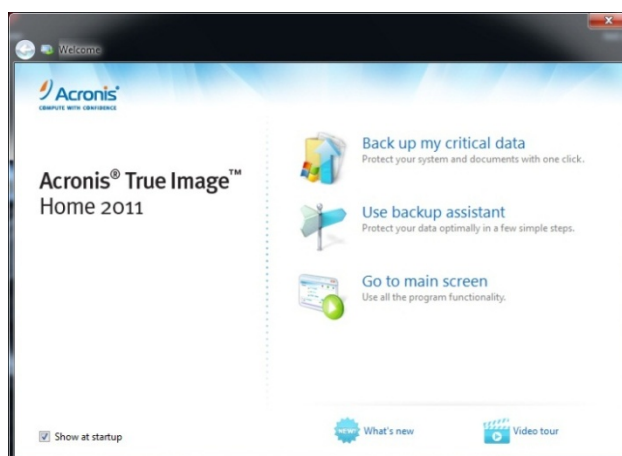 Welcome
Acronis®
COMPUTE WITH CONFIDENCE
Acronis® True Image™
Home 2011
Back up my critical data
Protect your system and documents with one click.
Use backup assistant
Protect your data optimally in a few simple steps.
Go to main screen
Use all the program functionality.
Show at startup
NEW!
What's new
Video tour